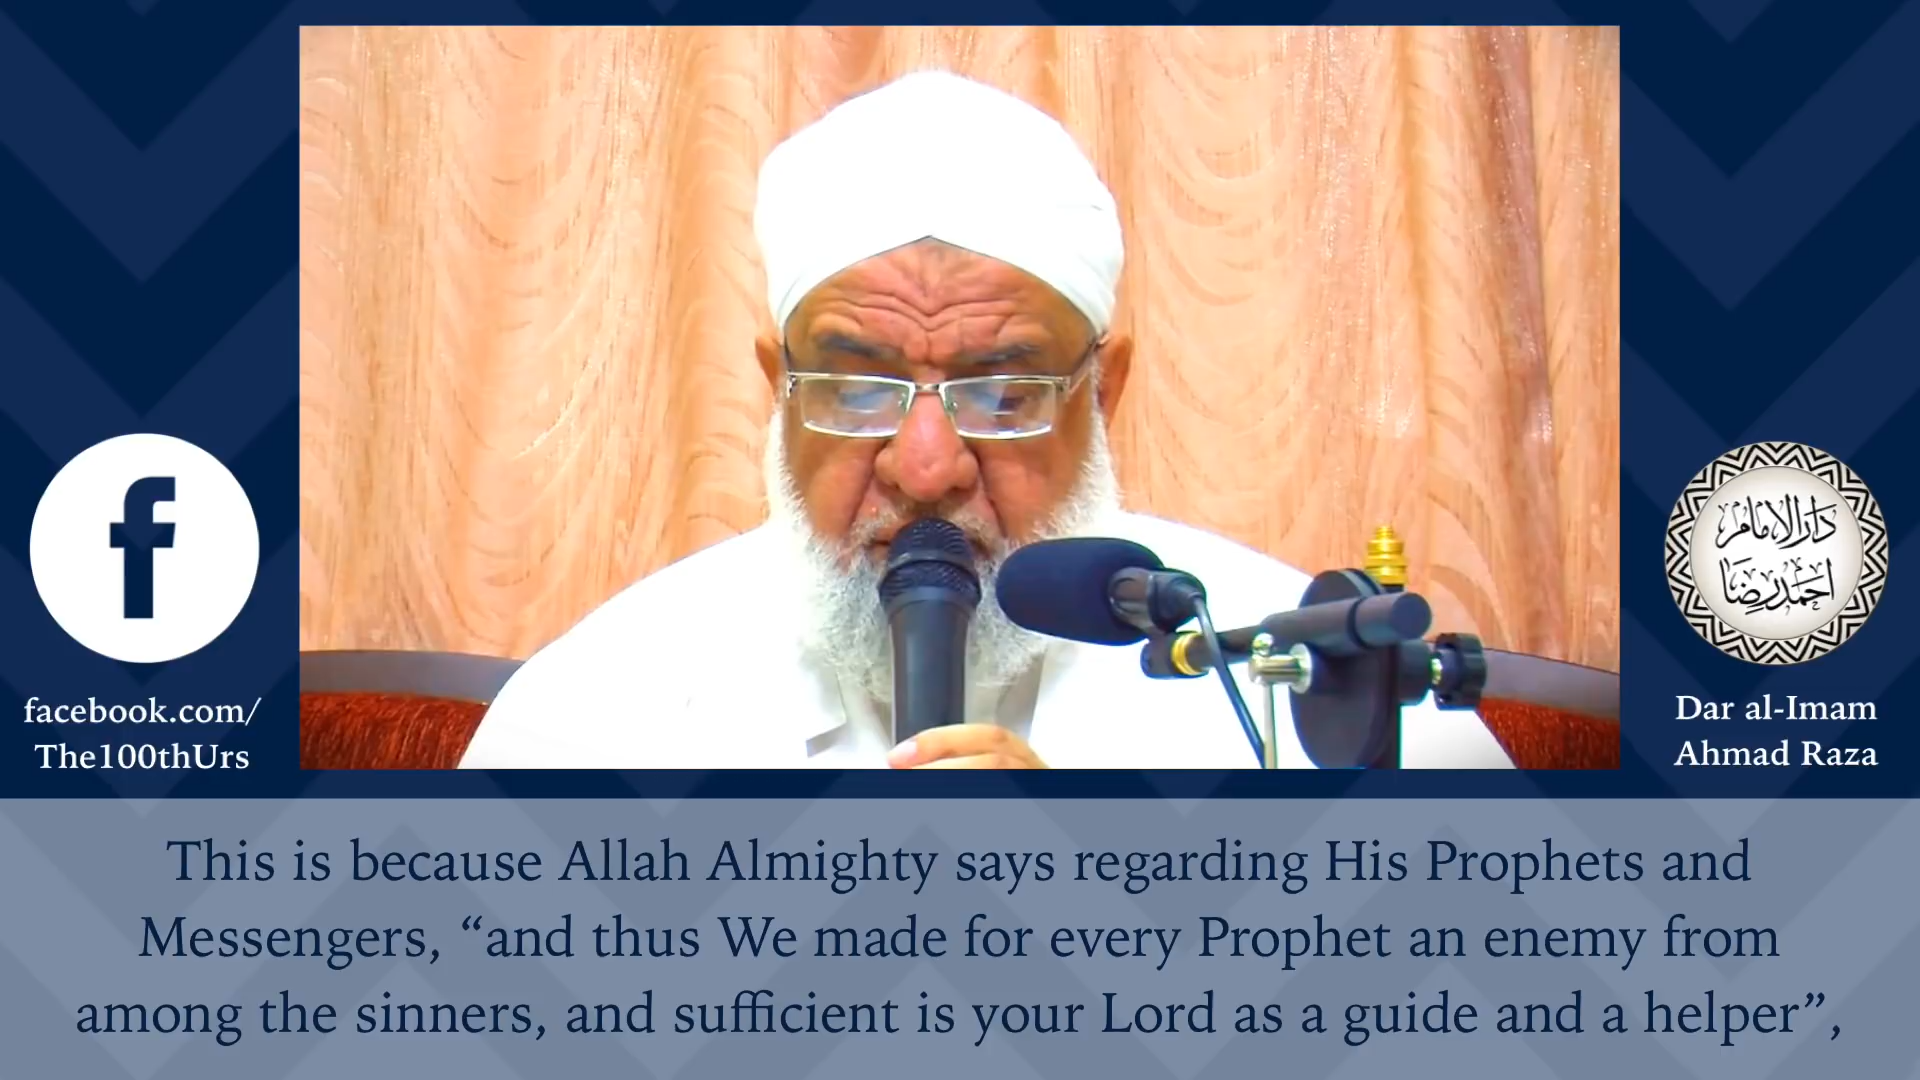 f
facebook.com/
The100thUrs
دار الامام
احمد رضا
Dar al-Imam
Ahmad Raza
This is because Allah Almighty says regarding His Prophets and
Messengers, “and thus We made for every Prophet an enemy from
among the sinners, and sufficient is your Lord as a guide and a helper”,